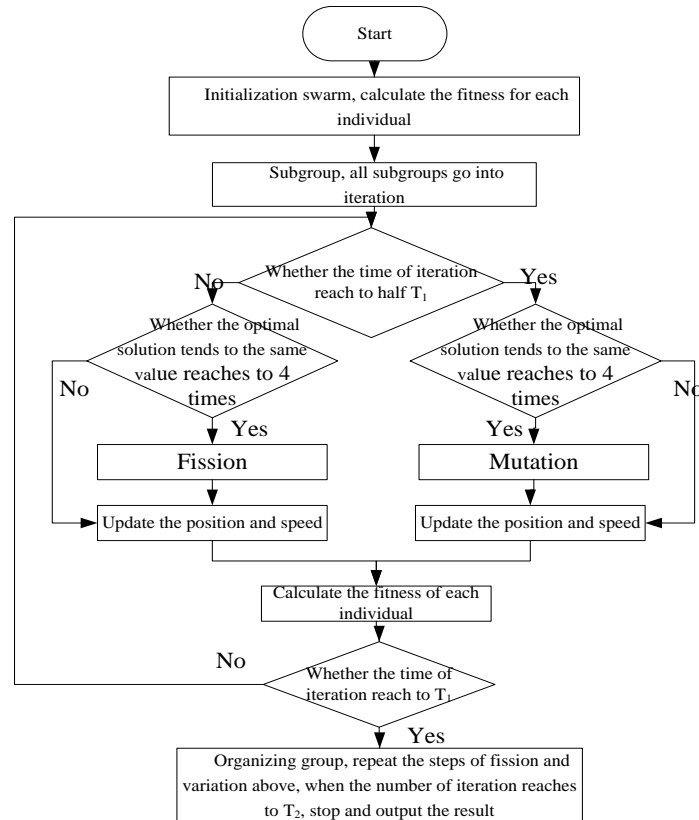 Start
Initialization swarm, calculate the fitness for each
individual
Subgroup, all subgroups go into
iteration
Whether the time of iteration
reach to half T₁
No
Yes
Whether the optimal
solution tends to the same
value reaches to 4
times
Whether the optimal
solution tends to the same
value reaches to 4
times
No
Yes
Yes
No
Fission
Mutation
Update the position and speed
Update the position and speed
Calculate the fitness of each
individual
No
Whether the time of
iteration reach to T₁
Yes
Organizing group, repeat the steps of fission and
variation above, when the number of iteration reaches
to T₂, stop and output the result